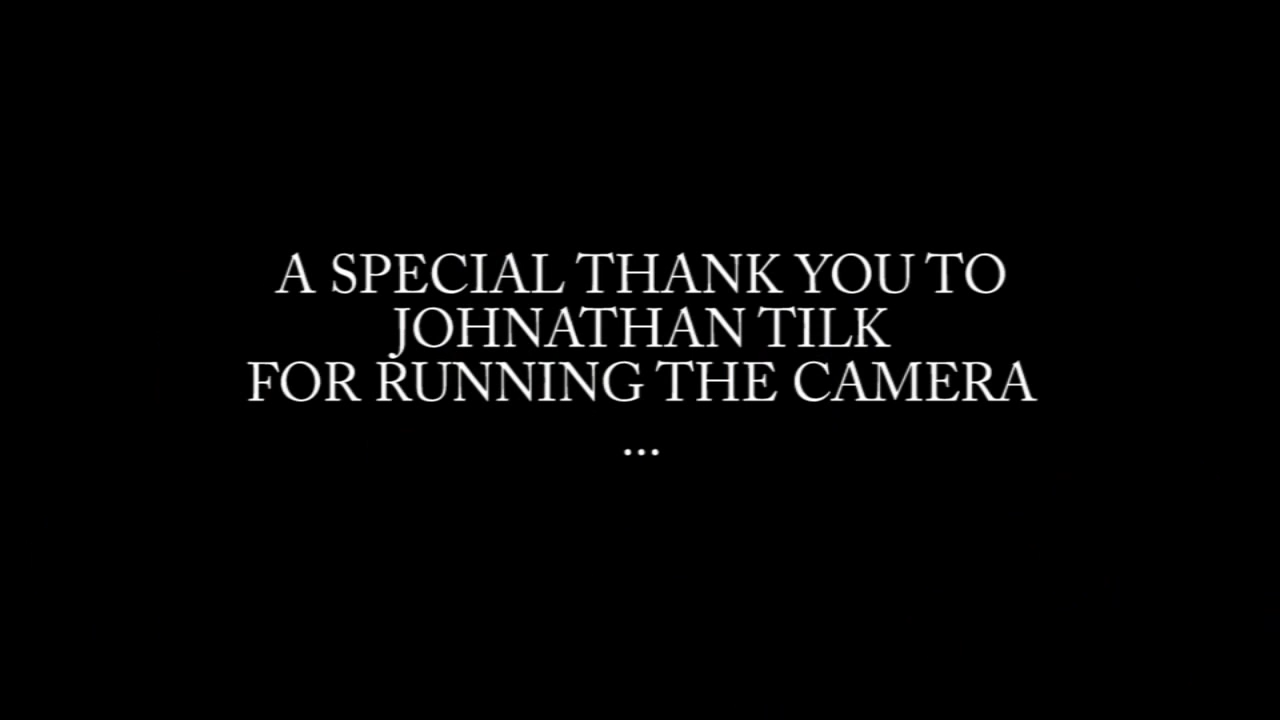 A SPECIAL THANK YOU TO
JOHNATHAN TILK
FOR RUNNING THE CAMERA
...